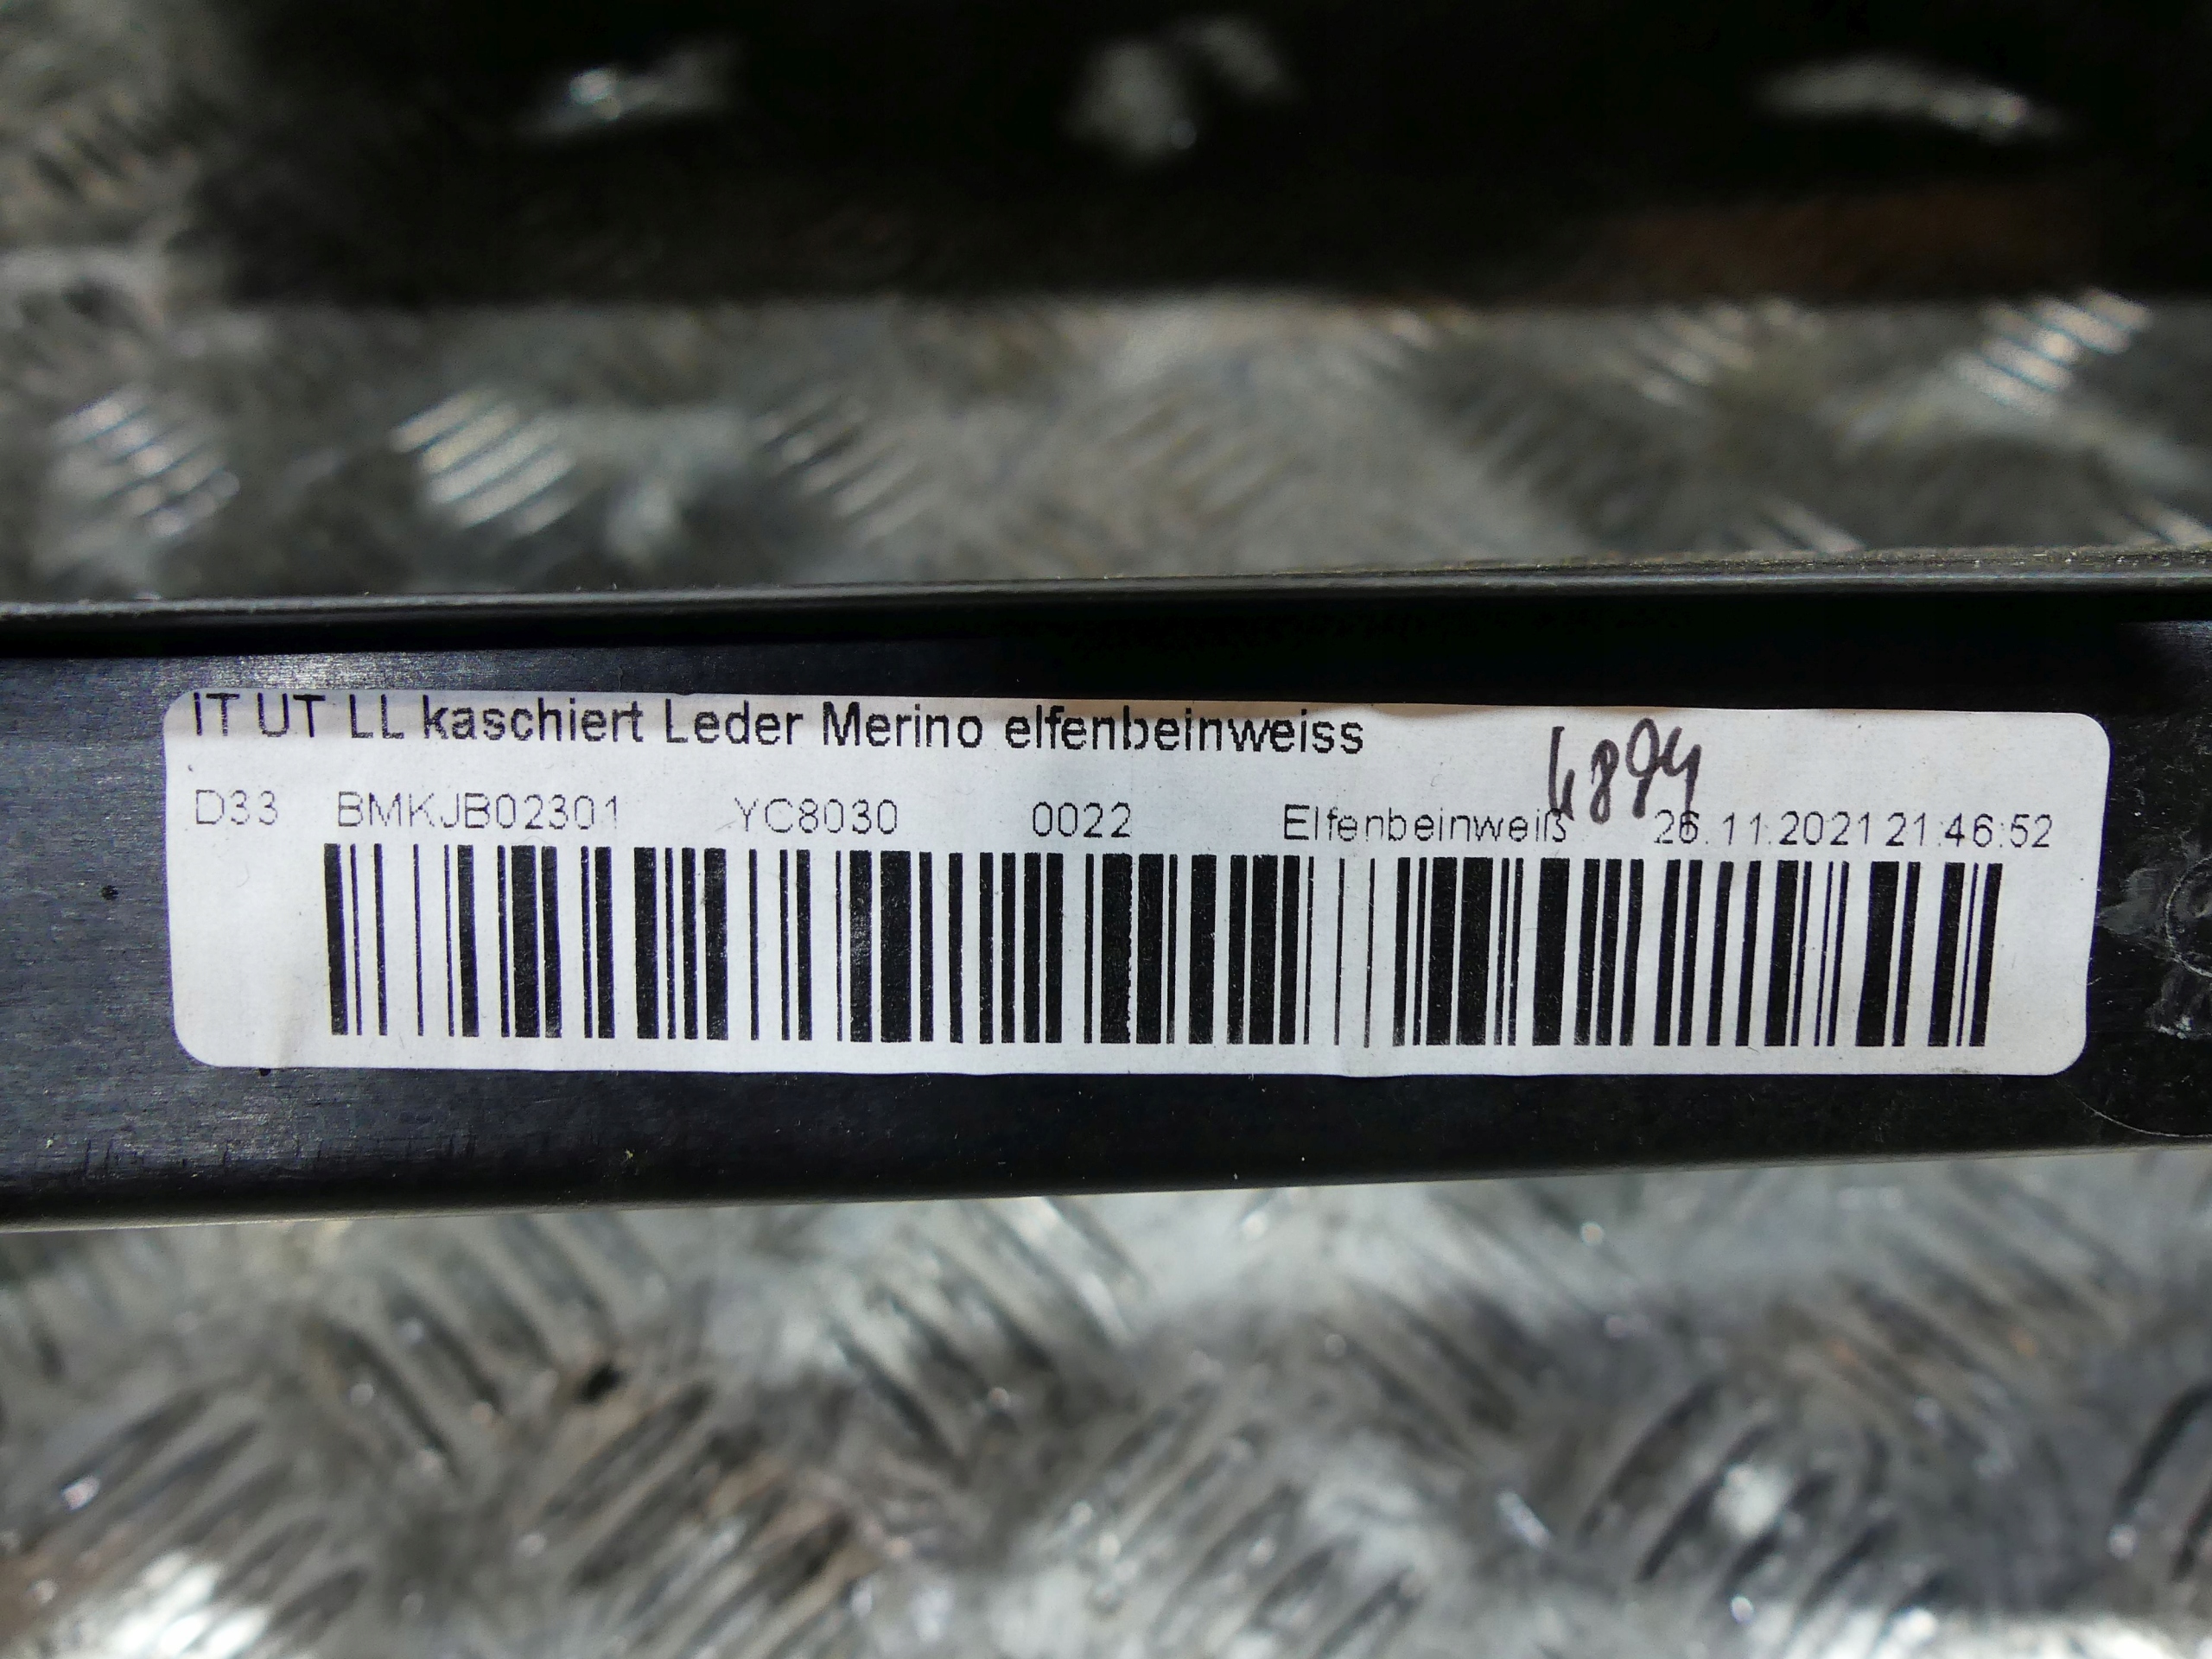 IT UT LL kaschiert Leder Merino elfenbeinweiss
4894
D33 BMKJB02301 YC8030 0022 Elfenbeinweiß 26.11.2021 21:46:52